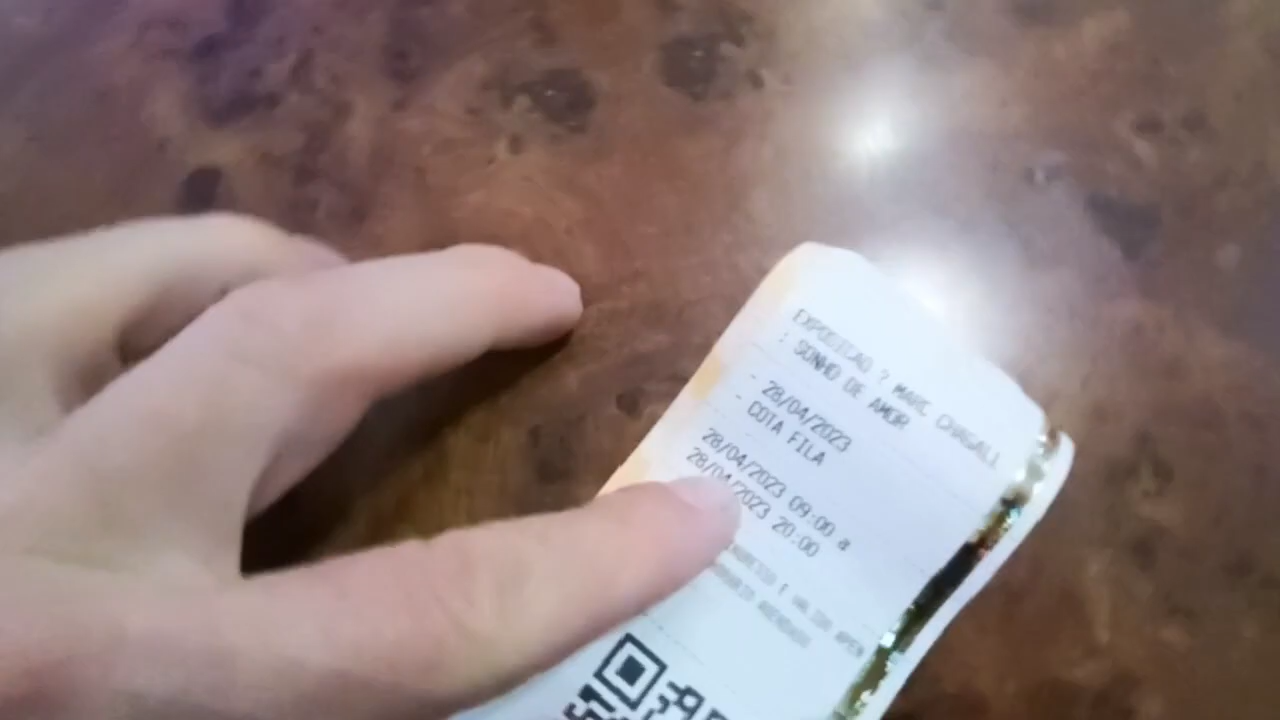 EXPOSICAO ? MARC CHAGALL
: SONHO DE AMOR
- 28/04/2023
- COTA FILA
28/04/2023 09:00 a
28/04/2023 20:00